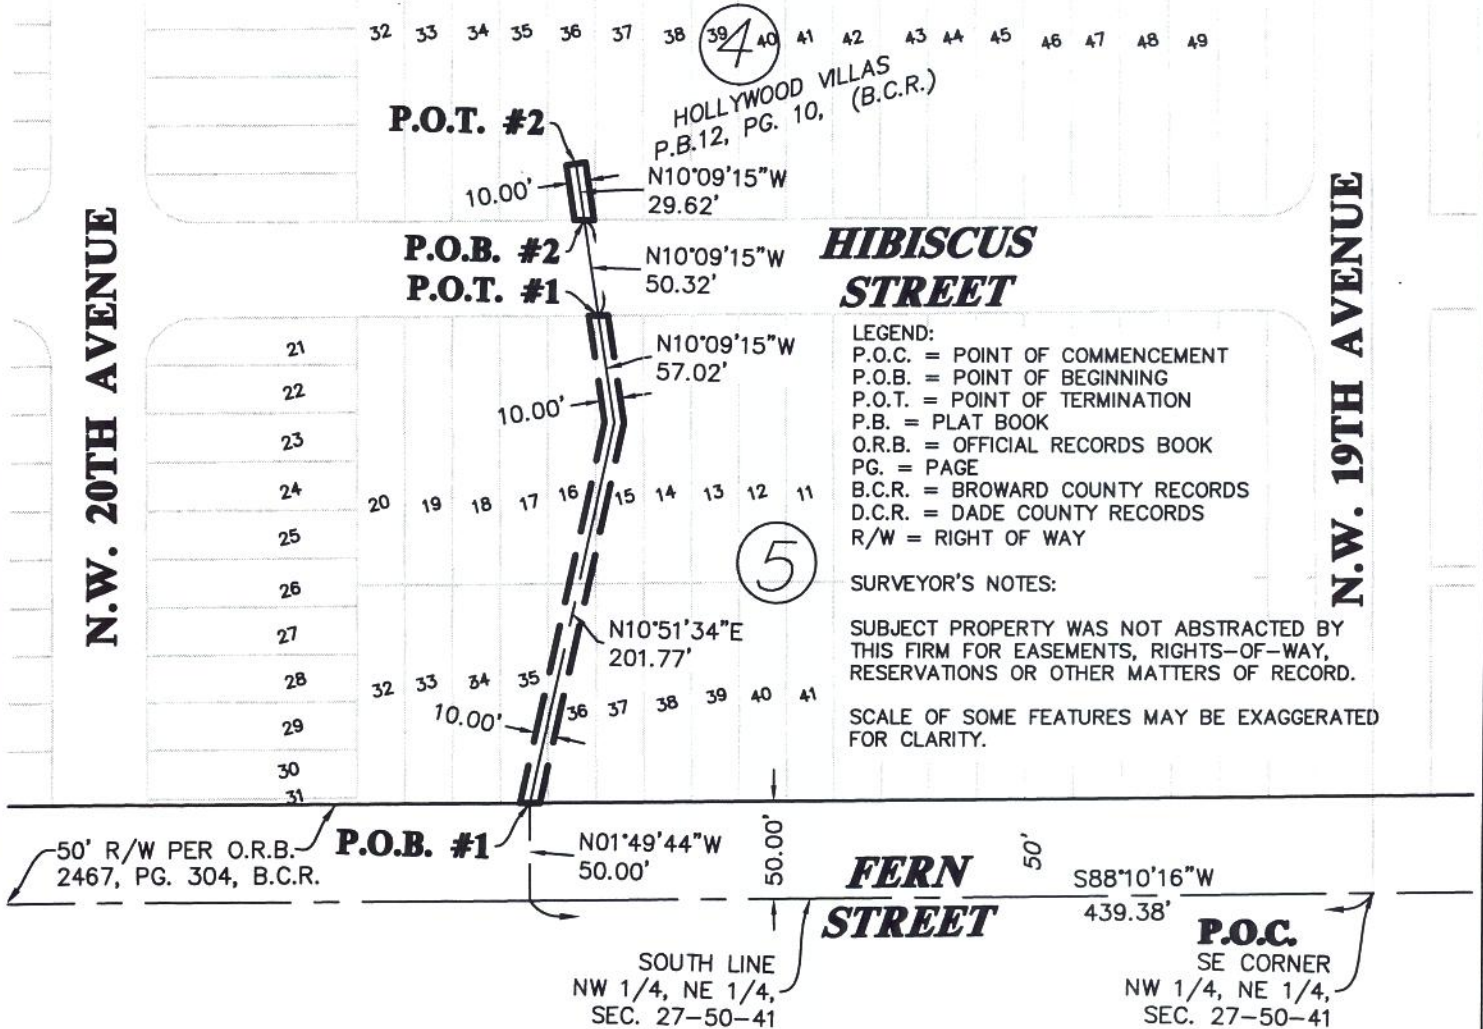 32 33 34 35 36 37 38 39 40 41 42 43 44 45 46 47 48 49
4
HOLLYWOOD VILLAS
P.B.12, PG. 10, (B.C.R.)
P.O.T. #2
10.00'
N10°09'15"W
29.62'
P.O.B. #2
N10°09'15"W
50.32'
P.O.T. #1
HIBISCUS
STREET
N.W. 20TH AVENUE
N.W. 19TH AVENUE
N10°09'15"W
57.02'
10.00'
21
22
23
24
25
26
27
28
29
30
31
20 19 18 17 16 15 14 13 12 11
5
N10°51'34"E
201.77'
32 33 34 35 36 37 38 39 40 41
10.00'
LEGEND:
P.O.C. = POINT OF COMMENCEMENT
P.O.B. = POINT OF BEGINNING
P.O.T. = POINT OF TERMINATION
P.B. = PLAT BOOK
O.R.B. = OFFICIAL RECORDS BOOK
PG. = PAGE
B.C.R. = BROWARD COUNTY RECORDS
D.C.R. = DADE COUNTY RECORDS
R/W = RIGHT OF WAY
SURVEYOR'S NOTES:
SUBJECT PROPERTY WAS NOT ABSTRACTED BY
THIS FIRM FOR EASEMENTS, RIGHTS-OF-WAY,
RESERVATIONS OR OTHER MATTERS OF RECORD.
SCALE OF SOME FEATURES MAY BE EXAGGERATED
FOR CLARITY.
50' R/W PER O.R.B.
2467, PG. 304, B.C.R.
P.O.B. #1
N01°49'44"W
50.00'
50.00'
FERN
STREET
50'
S88°10'16"W
439.38'
P.O.C.
SE CORNER
NW 1/4, NE 1/4,
SEC. 27-50-41
SOUTH LINE
NW 1/4, NE 1/4,
SEC. 27-50-41